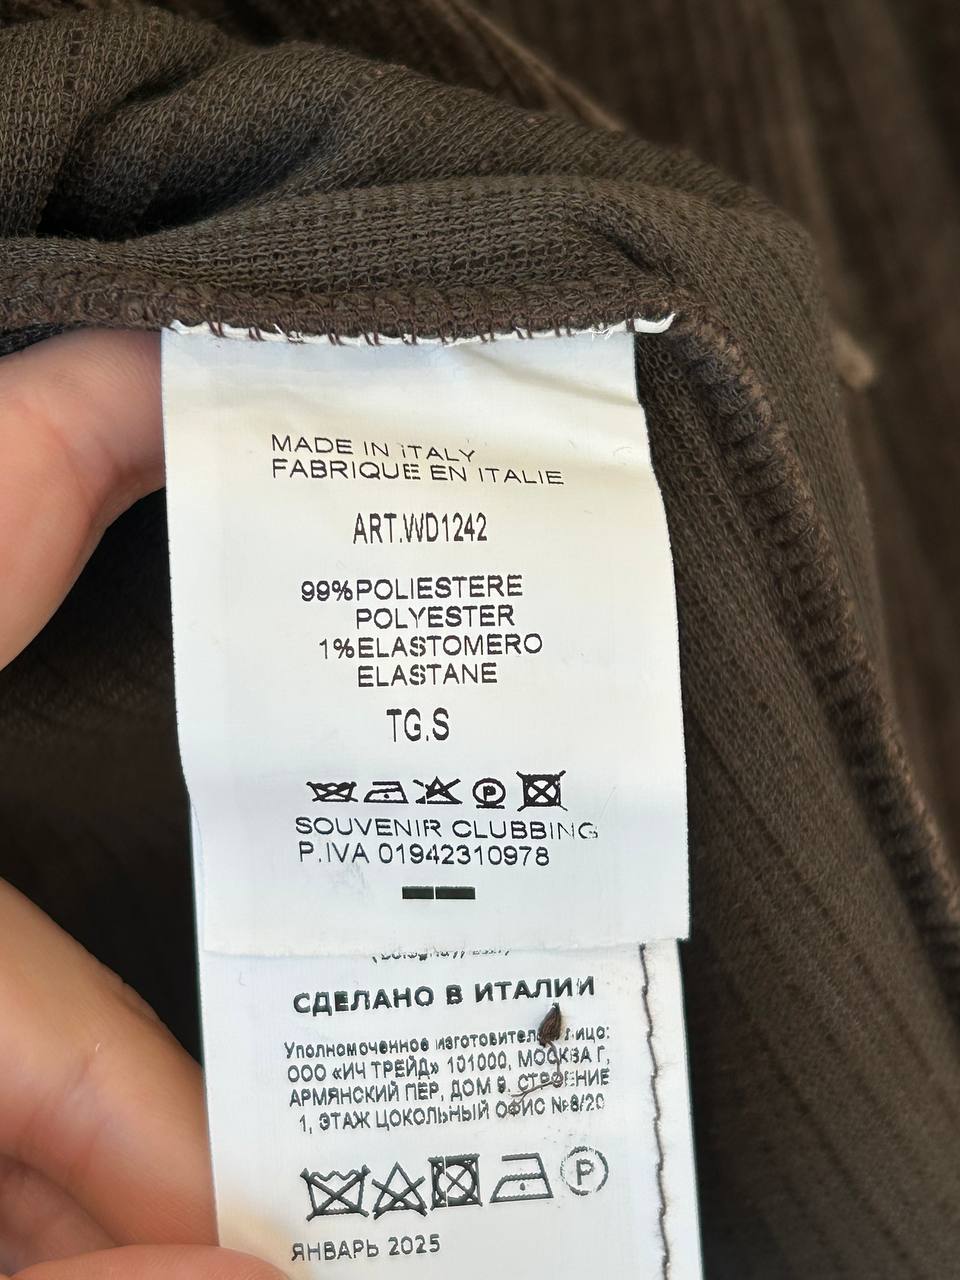 MADE IN ITALY
FABRIQUE EN ITALIE
ART.WD1242
99%POLIESTERE
POLYESTER
1%ELASTOMERO
ELASTANE
TG.S
P
SOUVENIR CLUBBING
P.IVA 01942310978
СДЕЛАНО В ИТАЛИИ
Уполномоченное изготовителем лицо:
ООО «ИЧ ТРЕЙД» 101000, МОСКВА Г,
АРМЯНСКИЙ ПЕР, ДОМ 9, СТРОЕНИЕ
1, ЭТАЖ ЦОКОЛЬНЫЙ ОФИС №8/20
P
ЯНВАРЬ 2025